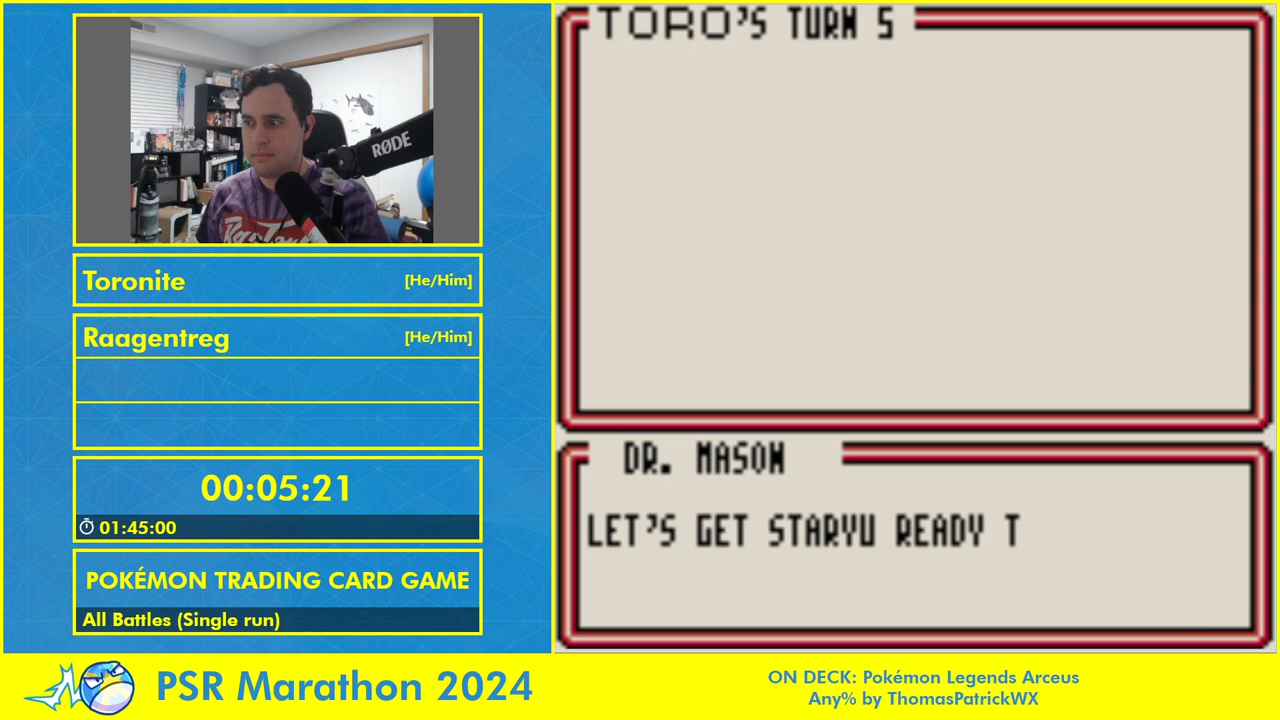 RØDE
Toronite
[He/Him]
Raagentreg
[He/Him]
00:05:21
01:45:00
POKÉMON TRADING CARD GAME
All Battles (Single run)
TORO'S TURN 5
DR. MASON
LET'S GET STARYU READY T
PSR Marathon 2024
ON DECK: Pokémon Legends Arceus
Any% by ThomasPatrickWX